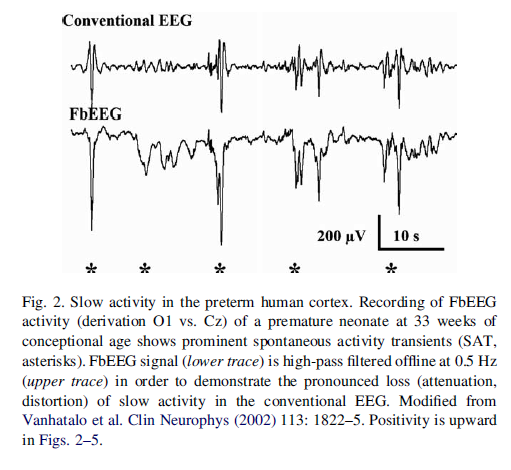 Conventional EEG
FbEEG
200 μV
10 s
* * * * *
Fig. 2. Slow activity in the preterm human cortex. Recording of FbEEG
activity (derivation O1 vs. Cz) of a premature neonate at 33 weeks of
conceptional age shows prominent spontaneous activity transients (SAT,
asterisks). FbEEG signal (lower trace) is high-pass filtered offline at 0.5 Hz
(upper trace) in order to demonstrate the pronounced loss (attenuation,
distortion) of slow activity in the conventional EEG. Modified from
Vanhatalo et al. Clin Neurophys (2002) 113: 1822–5. Positivity is upward
in Figs. 2–5.